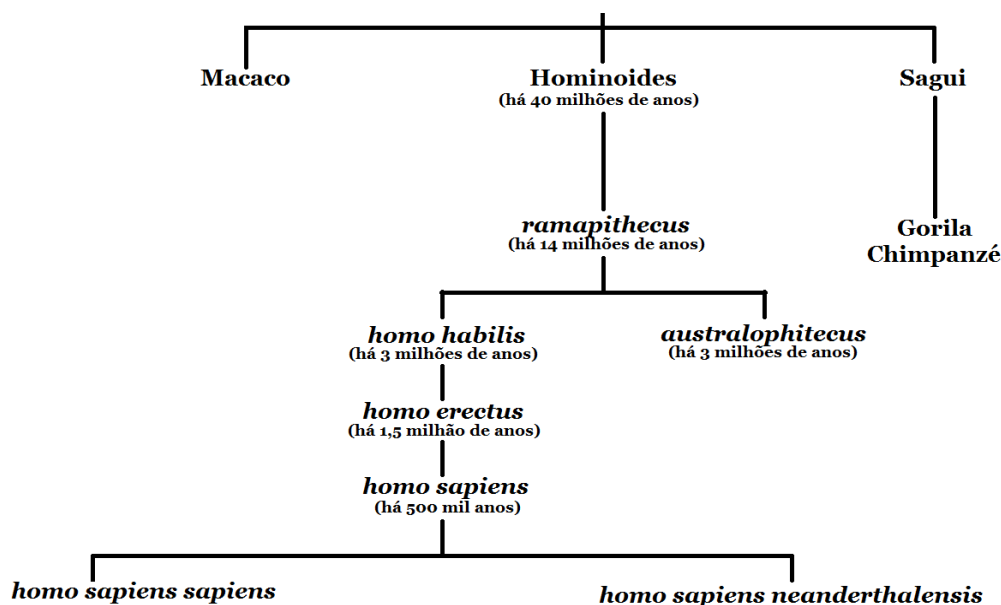 Macaco
Hominoides
(há 40 milhões de anos)
Sagui
ramapithecus
(há 14 milhões de anos)
Gorila
Chimpanzé
homo habilis
(há 3 milhões de anos)
australophitecus
(há 3 milhões de anos)
homo erectus
(há 1,5 milhão de anos)
homo sapiens
(há 500 mil anos)
homo sapiens sapiens
homo sapiens neanderthalensis